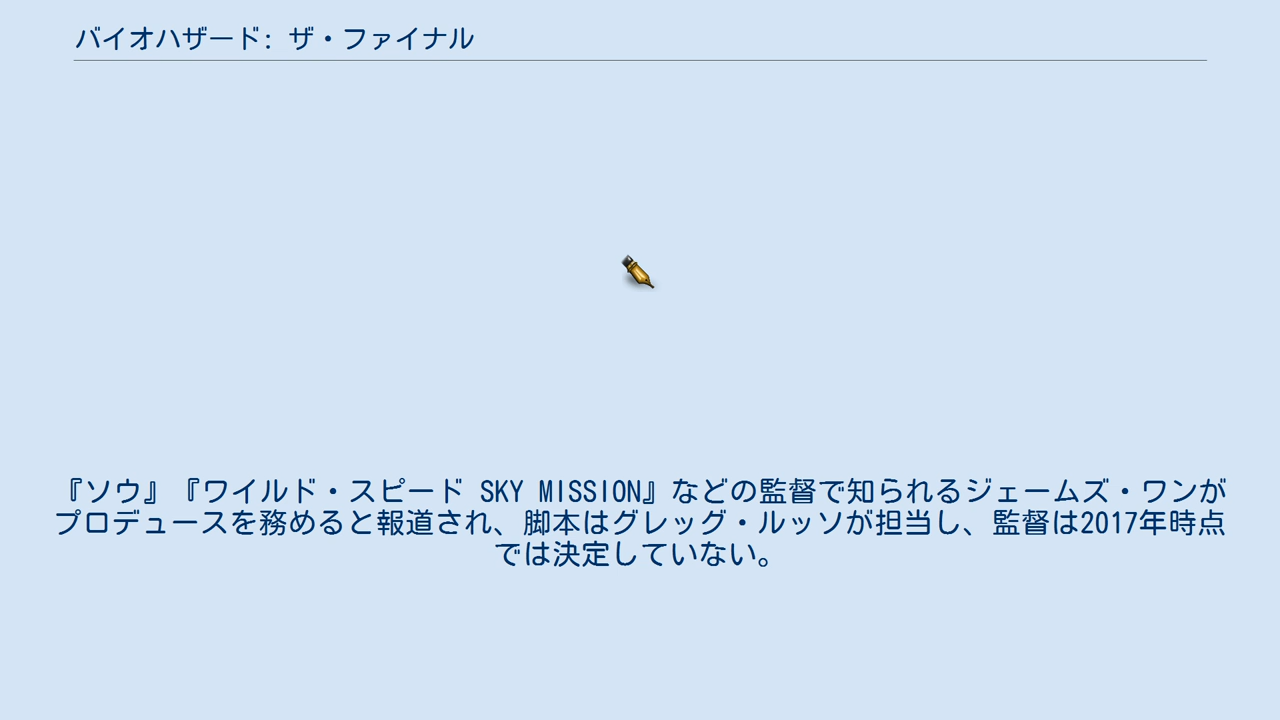 バイオハザード: ザ・ファイナル
『ソウ』『ワイルド・スピード SKY MISSION』などの監督で知られるジェームズ・ワンが
プロデュースを務めると報道され、脚本はグレッグ・ルッソが担当し、監督は2017年時点
では決定していない。